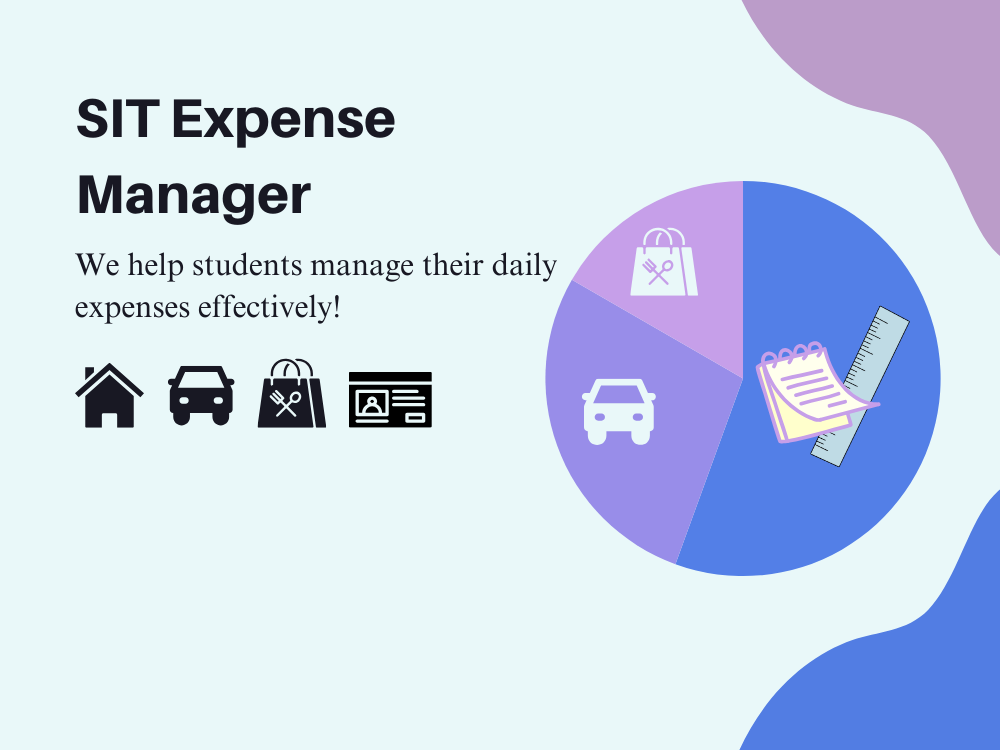 SIT Expense
Manager
We help students manage their daily
expenses effectively!